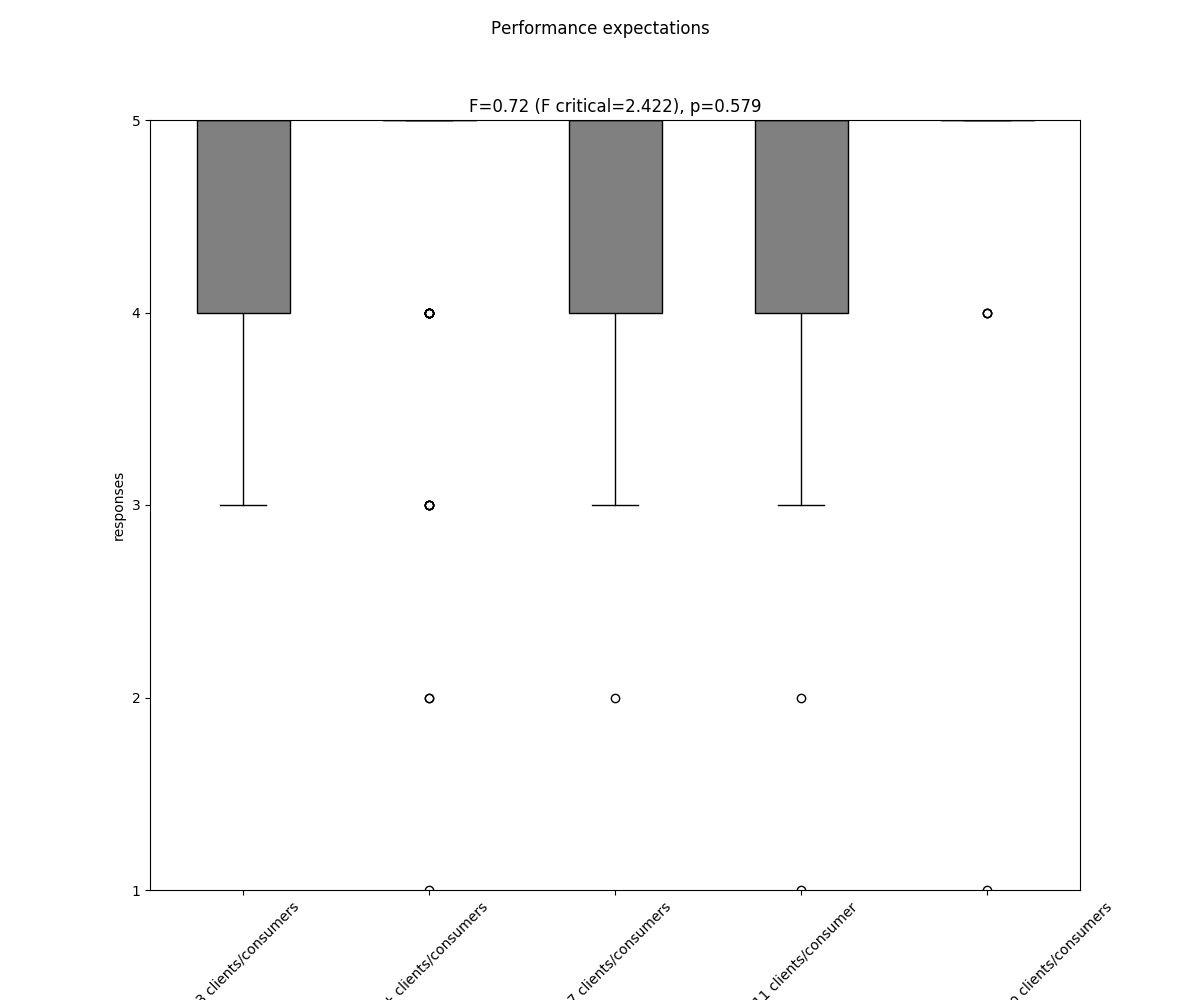 Performance expectations
F=0.72 (F critical=2.422), p=0.579
5
4
3
2
1
responses
3 clients/consumers
clients/consumers
7 clients/consumers
11 clients/consumer
clients/consumers